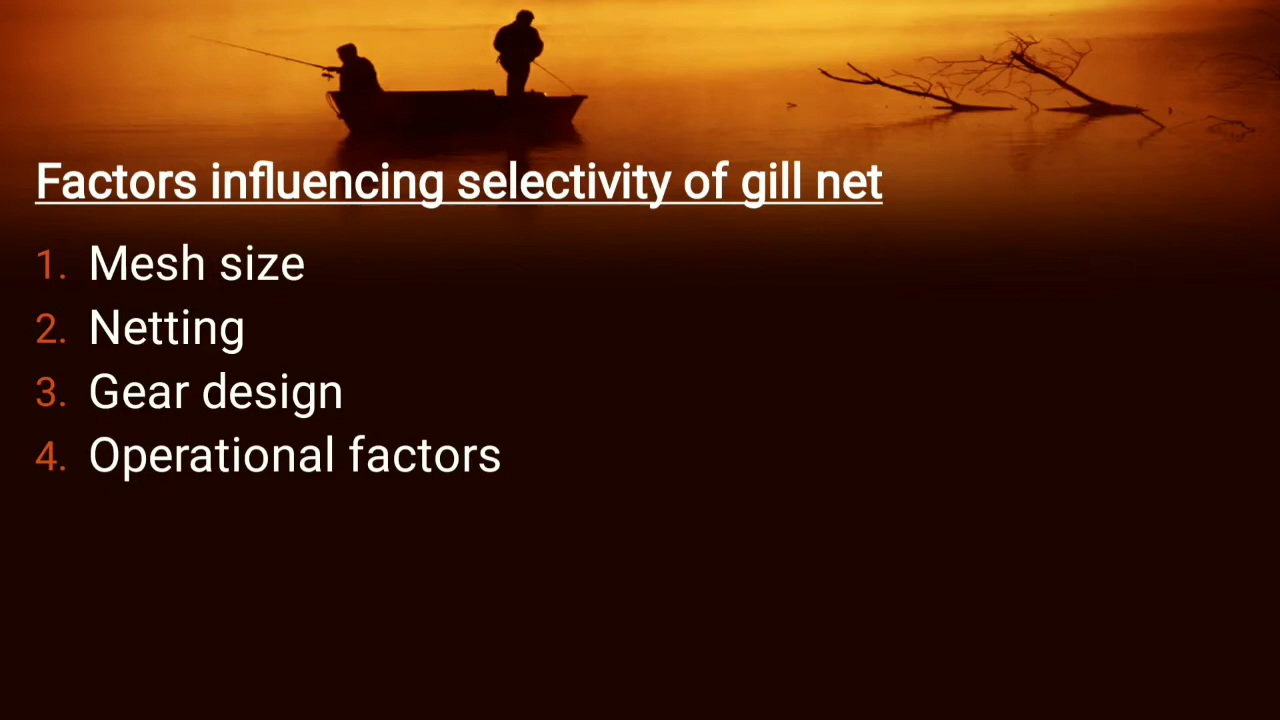 Factors influencing selectivity of gill net
1. Mesh size
2. Netting
3. Gear design
4. Operational factors